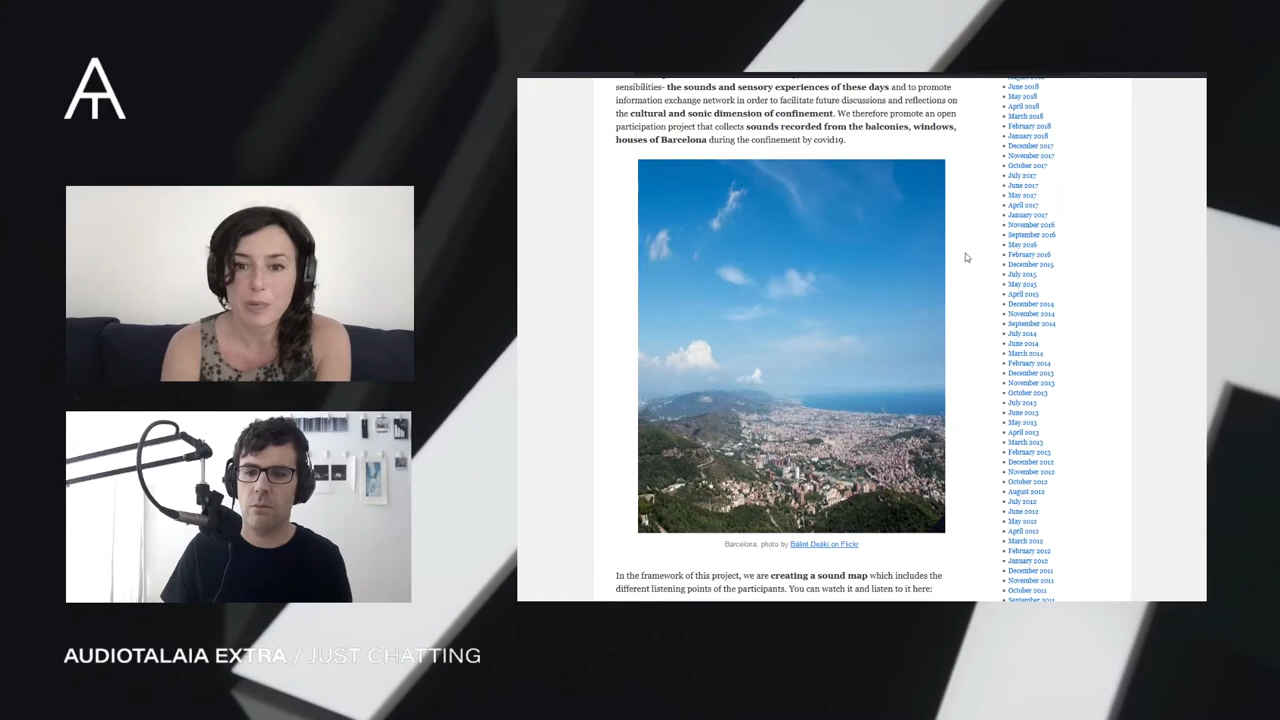 sensibilities- the sounds and sensory experiences of these days and to promote
information exchange network in order to facilitate future discussions and reflections on
the cultural and sonic dimension of confinement. We therefore promote an open
participation project that collects sounds recorded from the balconies, windows,
houses of Barcelona during the confinement by covid19.
Barcelona, photo by Bálint Deáki on Flickr
In the framework of this project, we are creating a sound map which includes the
different listening points of the participants. You can watch it and listen to it here:
June 2018
May 2018
April 2018
March 2018
February 2018
January 2018
December 2017
November 2017
October 2017
July 2017
June 2017
May 2017
April 2017
January 2017
November 2016
September 2016
May 2016
February 2016
December 2015
July 2015
May 2015
April 2015
December 2014
November 2014
September 2014
July 2014
June 2014
March 2014
February 2014
December 2013
November 2013
October 2013
July 2013
June 2013
May 2013
April 2013
March 2013
February 2013
December 2012
November 2012
October 2012
August 2012
July 2012
June 2012
May 2012
April 2012
March 2012
February 2012
January 2012
December 2011
November 2011
October 2011
September 2011
AUDIOTALAIA EXTRA / JUST CHATTING